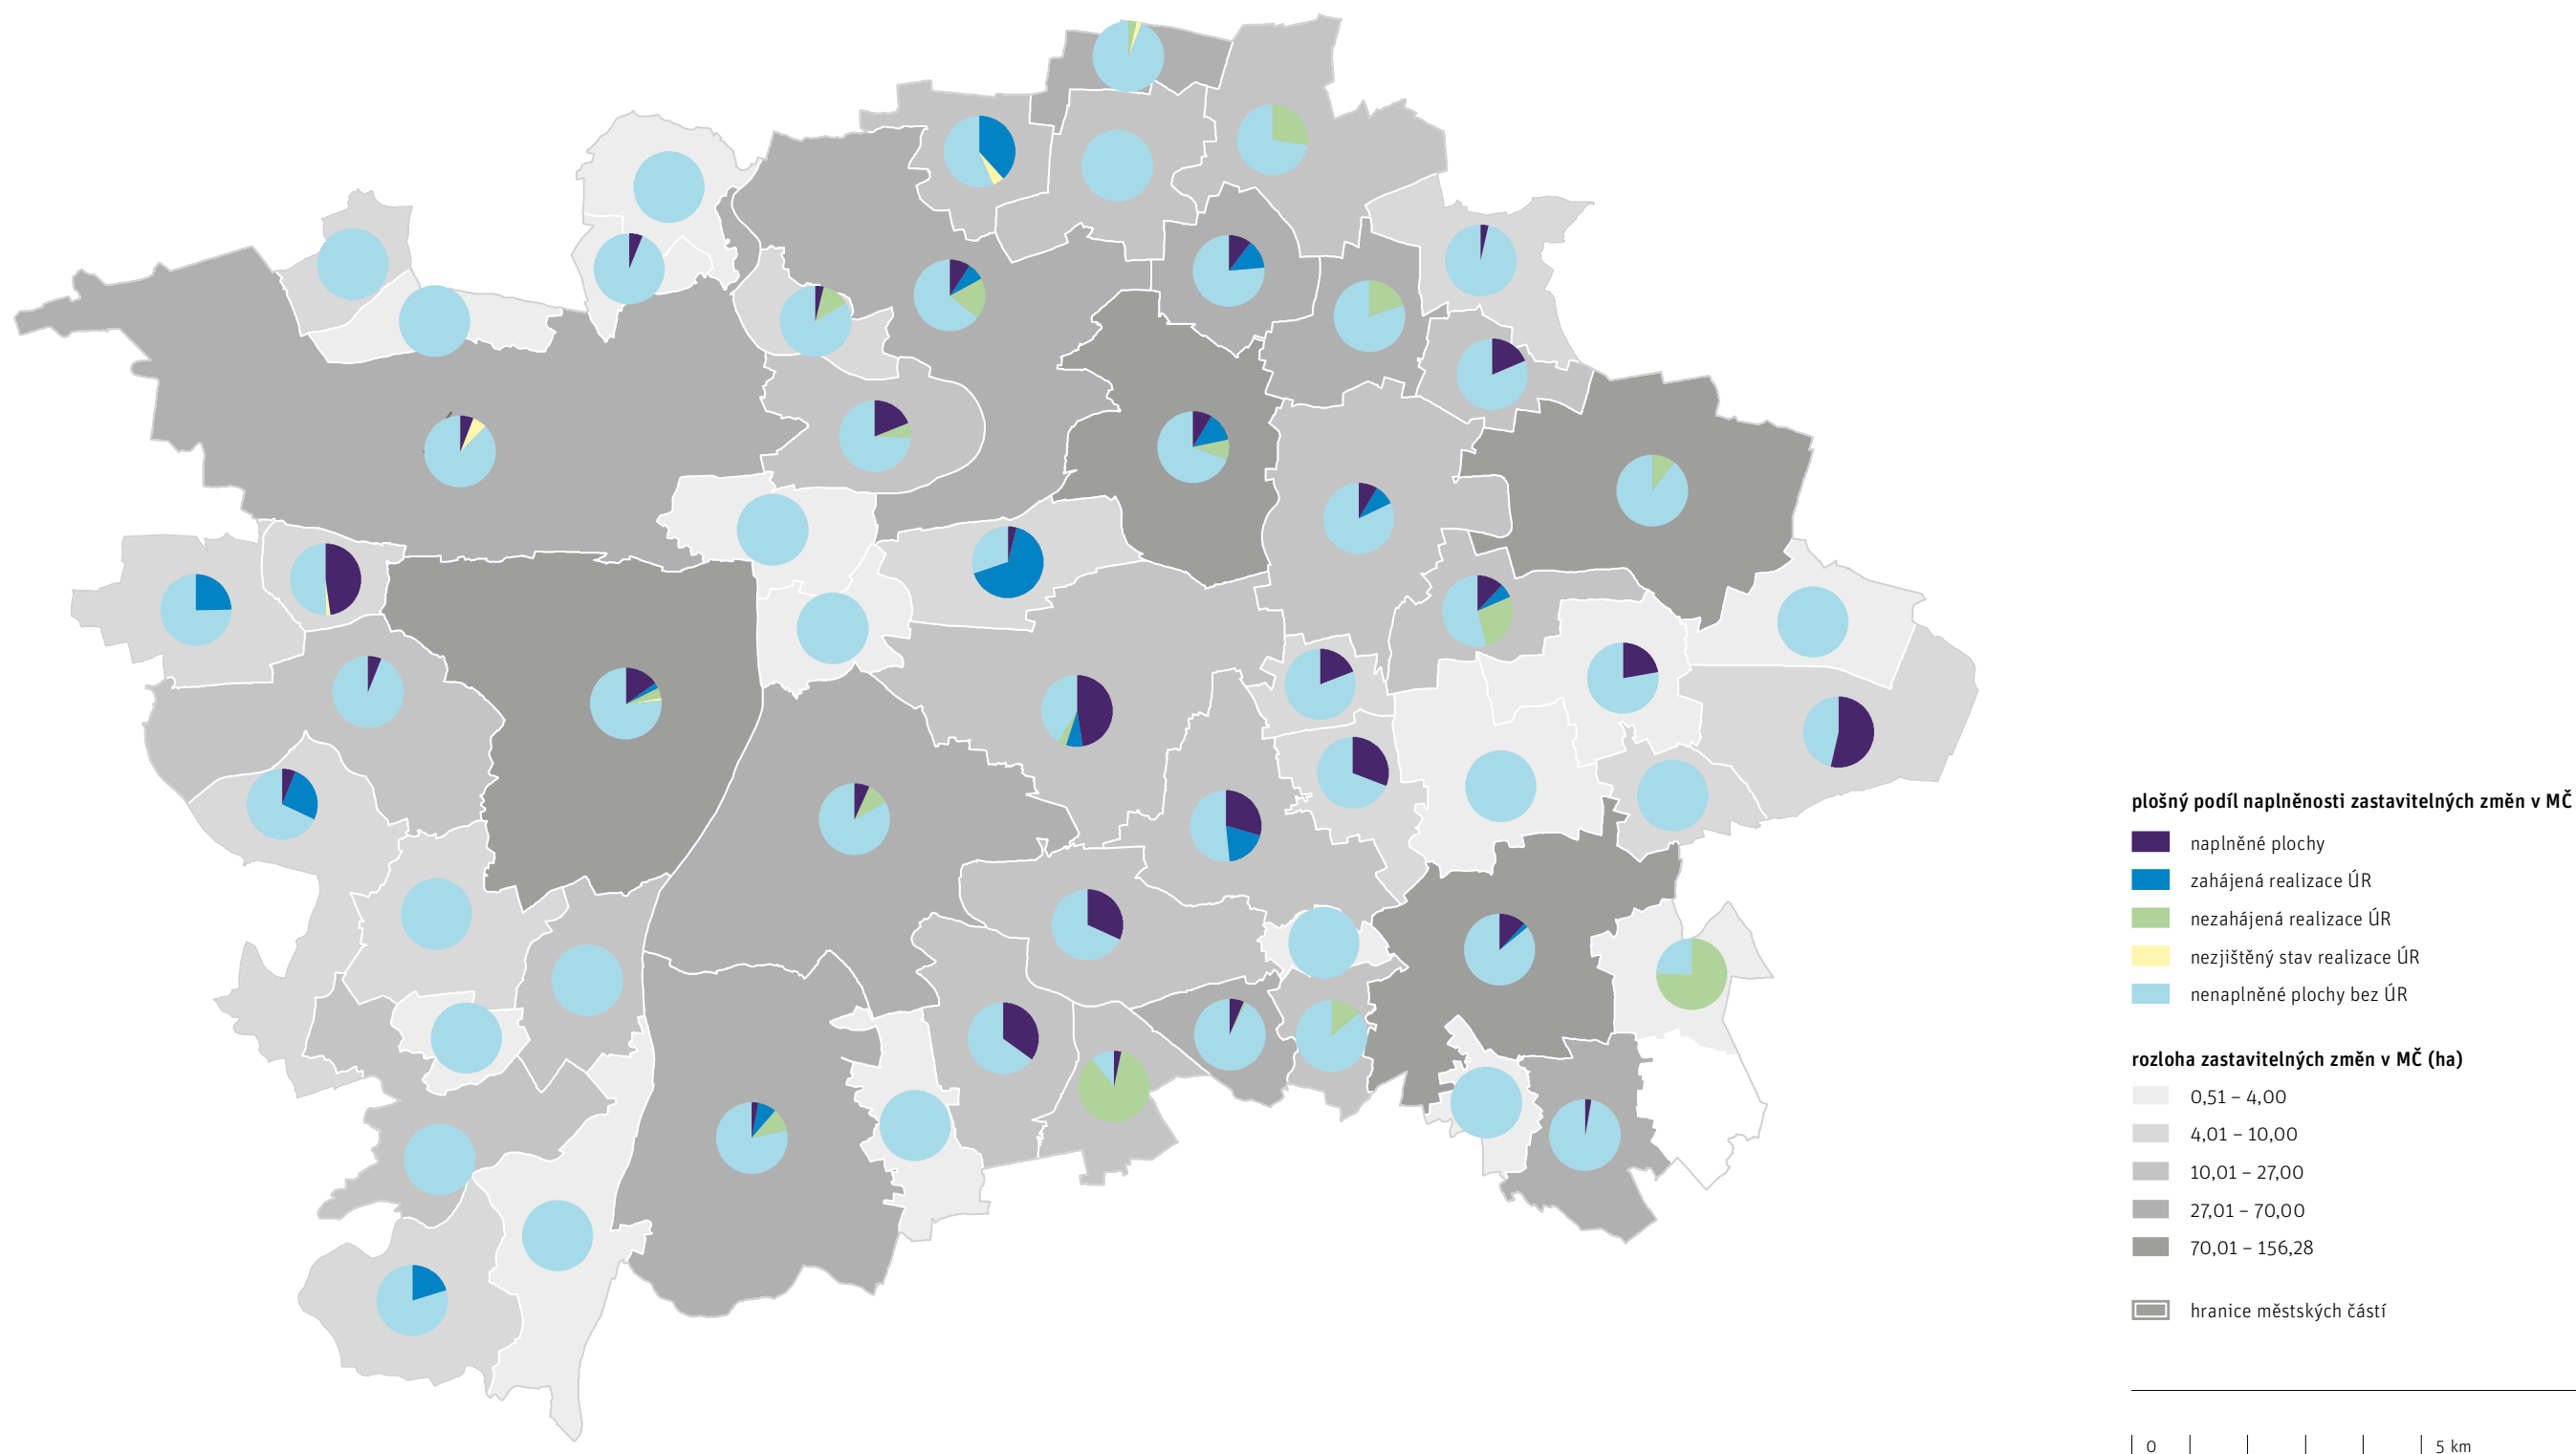 plošný podíl naplněnosti zastavitelných změn v MČ
naplněné plochy
zahájená realizace ÚR
nezahájená realizace ÚR
nezjištěný stav realizace ÚR
nenaplněné plochy bez ÚR
rozloha zastavitelných změn v MČ (ha)
0,51 – 4,00
4,01 – 10,00
10,01 – 27,00
27,01 – 70,00
70,01 – 156,28
hranice městských částí
0 5 km